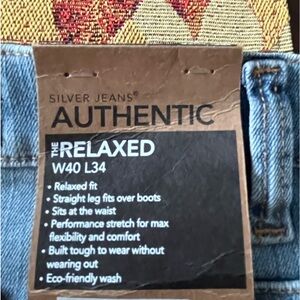 SILVER JEANS®
AUTHENTIC
THE RELAXED
W40 L34
• Relaxed fit
• Straight leg fits over boots
• Sits at the waist
• Performance stretch for max
flexibility and comfort
• Built tough to wear without
wearing out
• Eco-friendly wash